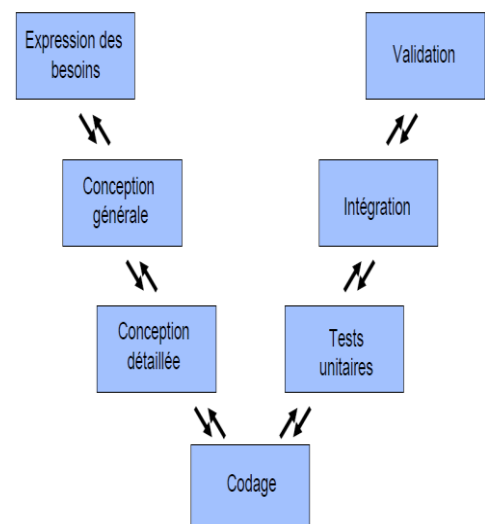 Expression des
besoins
Validation
Conception
générale
Intégration
Conception
détaillée
Tests
unitaires
Codage